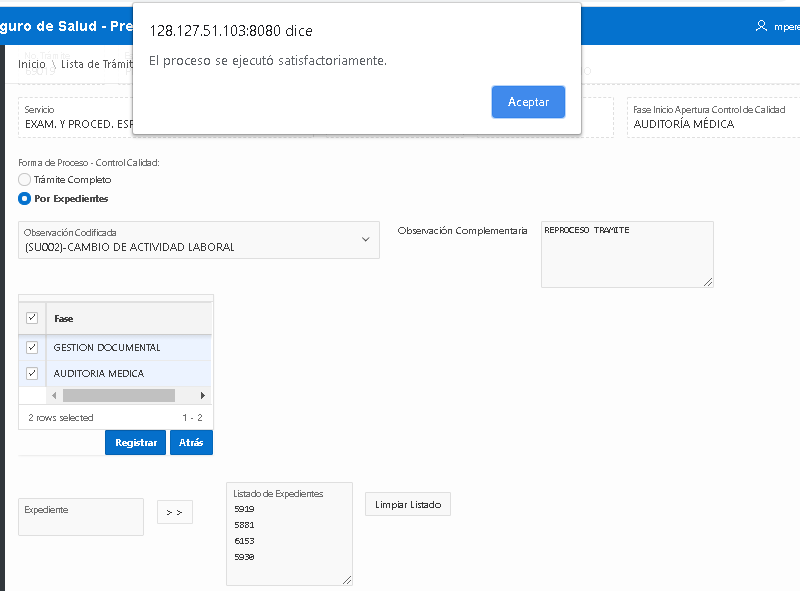 guro de Salud - Pre
128.127.51.103:8080 dice
El proceso se ejecutó satisfactoriamente.
Aceptar
mpere
Inicio \ Lista de Trámit
Servicio
EXAM. Y PROCED. ESP
Fase Inicio Apertura Control de Calidad
AUDITORÍA MÉDICA
Forma de Proceso - Control Calidad:
Trámite Completo
Por Expedientes
Observación Codificada
(SU002)-CAMBIO DE ACTIVIDAD LABORAL
Observación Complementaria
REPROCESO TRAMITE
Fase
GESTION DOCUMENTAL
AUDITORIA MEDICA
2 rows selected
1 - 2
Registrar
Atrás
Expediente
> >
Listado de Expedientes
5919
5881
6153
5930
Limpiar Listado